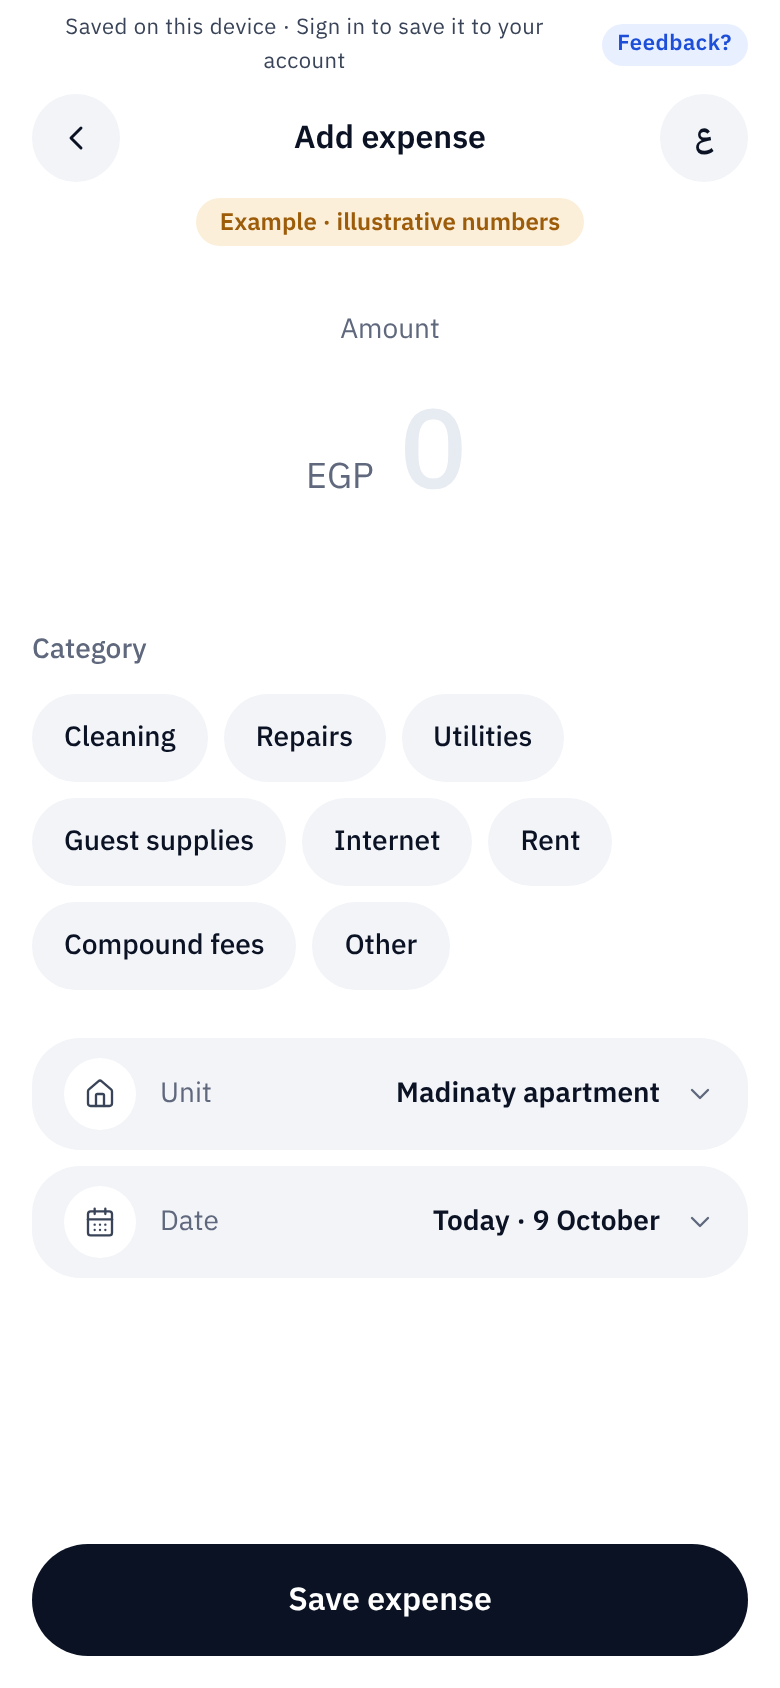 Saved on this device · Sign in to save it to your
account
Feedback?
Add expense
ع
Example · illustrative numbers
Amount
EGP 0
Category
Cleaning
Repairs
Utilities
Guest supplies
Internet
Rent
Compound fees
Other
Unit
Madinaty apartment
Date
Today · 9 October
Save expense